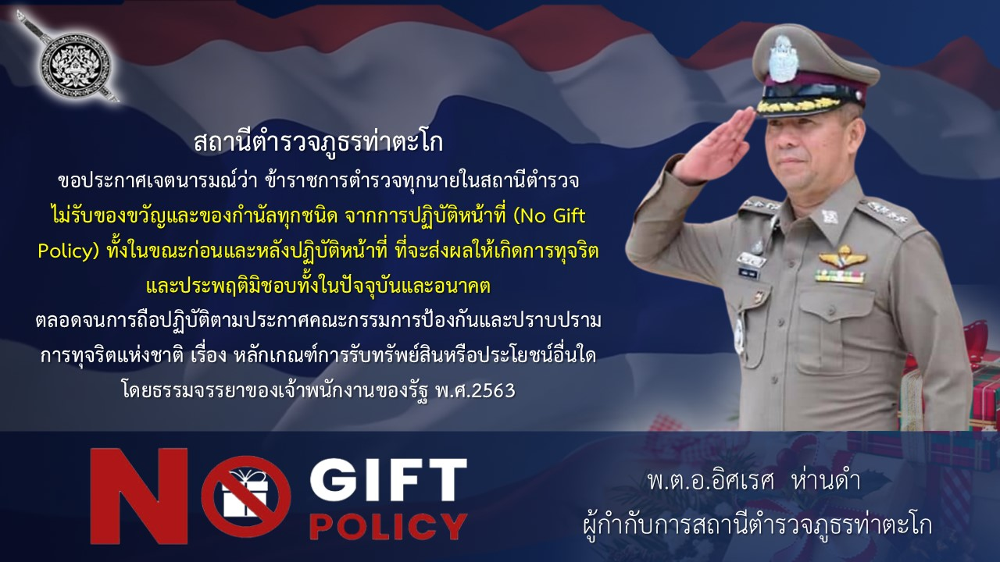 สถานีตำรวจภูธรท่าตะโก
ขอประกาศเจตนารมณ์ว่า ข้าราชการตำรวจทุกนายในสถานีตำรวจ
ไม่รับของขวัญและของกำนัลทุกชนิด จากการปฏิบัติหน้าที่ (No Gift
Policy) ทั้งในขณะก่อนและหลังปฏิบัติหน้าที่ ที่จะส่งผลให้เกิดการทุจริต
และประพฤติมิชอบทั้งในปัจจุบันและอนาคต
ตลอดจนการถือปฏิบัติตามประกาศคณะกรรมการป้องกันและปราบปราม
การทุจริตแห่งชาติ เรื่อง หลักเกณฑ์การรับทรัพย์สินหรือประโยชน์อื่นใด
โดยธรรมจรรยาของเจ้าพนักงานของรัฐ พ.ศ.2563
NO GIFT
POLICY
พ.ต.อ.อิศเรศ ห่านดำ
ผู้กำกับการสถานีตำรวจภูธรท่าตะโก